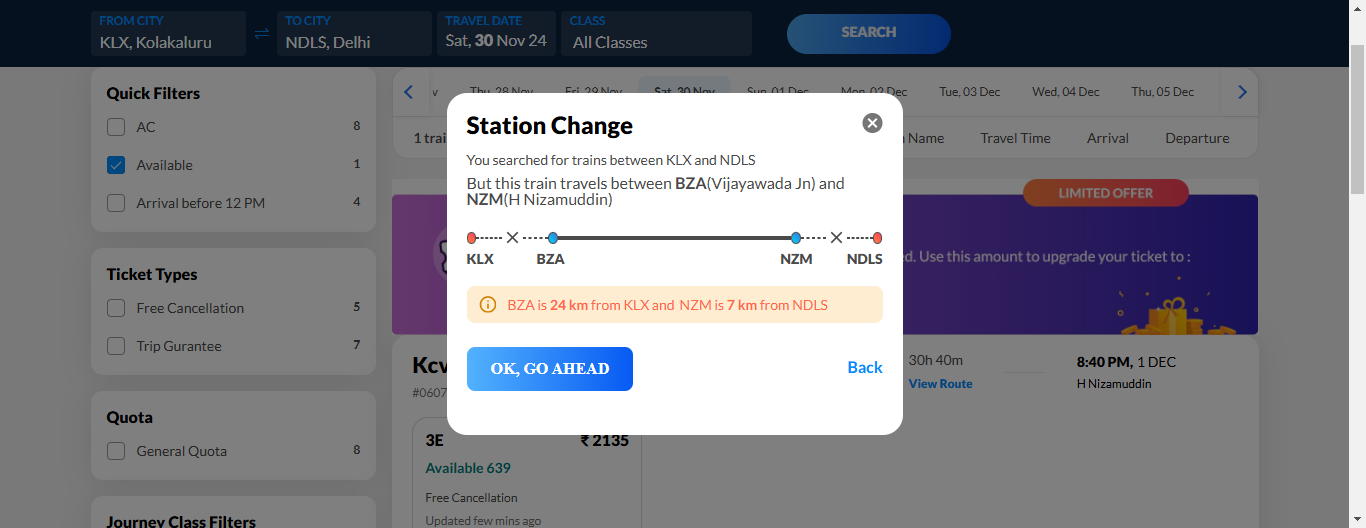 FROM CITY
KLX, Kolakaluru
TO CITY
NDLS, Delhi
TRAVEL DATE
Sat, 30 Nov 24
CLASS
All Classes
SEARCH
Quick Filters
AC 8
Available 1
Arrival before 12 PM 4
Ticket Types
Free Cancellation 5
Trip Gurantee 7
Quota
General Quota 8
Journey Class Filters
Thu, 28 Nov Fri, 29 Nov Sat, 30 Nov Sun, 01 Dec Mon, 02 Dec Tue, 03 Dec Wed, 04 Dec Thu, 05 Dec
1 trai Name Travel Time Arrival Departure
LIMITED OFFER
ed. Use this amount to upgrade your ticket to :
Station Change
You searched for trains between KLX and NDLS
But this train travels between BZA(Vijayawada Jn) and
NZM(H Nizamuddin)
KLX BZA NZM NDLS
BZA is 24 km from KLX and NZM is 7 km from NDLS
OK, GO AHEAD
Back
Kcv
#0607
30h 40m
View Route
8:40 PM, 1 DEC
H Nizamuddin
3E ₹ 2135
Available 639
Free Cancellation
Updated few mins ago